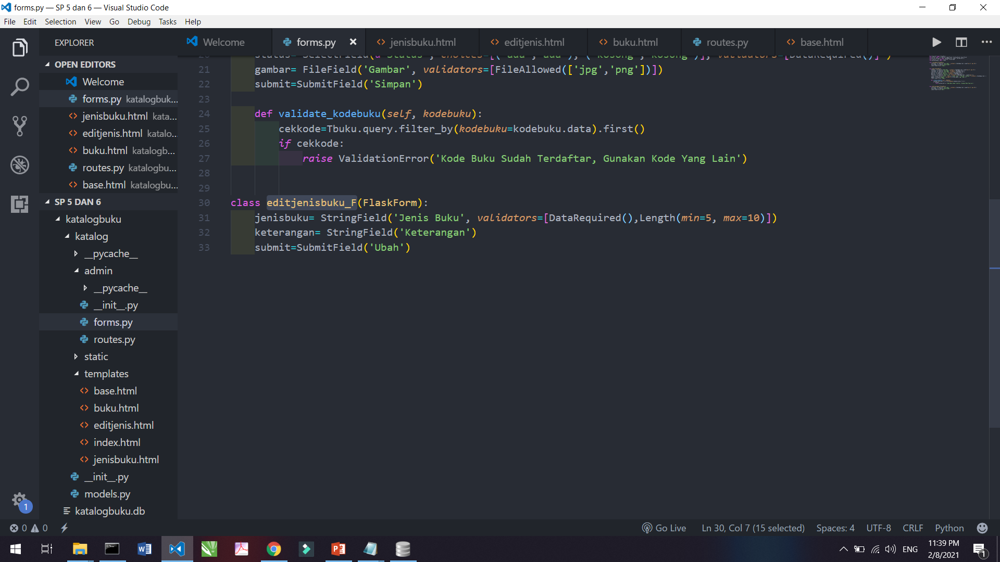 forms.py — SP 5 dan 6 — Visual Studio Code
File Edit Selection View Go Debug Tasks Help
EXPLORER
OPEN EDITORS
Welcome
forms.py katalogbuk...
jenisbuku.html kata...
editjenis.html katalo...
buku.html katalogb...
routes.py katalogbu...
base.html katalogbu...
SP 5 DAN 6
katalogbuku
katalog
__pycache__
admin
__pycache__
__init__.py
forms.py
routes.py
static
templates
base.html
buku.html
editjenis.html
index.html
jenisbuku.html
__init__.py
models.py
katalogbuku.db
1
Welcome forms.py jenisbuku.html editjenis.html buku.html routes.py base.html
21 gambar= FileField('Gambar', validators=[FileAllowed(['jpg','png'])])
22 submit=SubmitField('Simpan')
23
24 def validate_kodebuku(self, kodebuku):
25 cekkode=Tbuku.query.filter_by(kodebuku=kodebuku.data).first()
26 if cekkode:
27 raise ValidationError('Kode Buku Sudah Terdaftar, Gunakan Kode Yang Lain')
28
29
30 class editjenisbuku_F(FlaskForm):
31 jenisbuku= StringField('Jenis Buku', validators=[DataRequired(),Length(min=5, max=10)])
32 keterangan= StringField('Keterangan')
33 submit=SubmitField('Ubah')
0 0 Go Live Ln 30, Col 7 (15 selected) Spaces: 4 UTF-8 CRLF Python
ENG 11:39 PM
2/8/2021
1